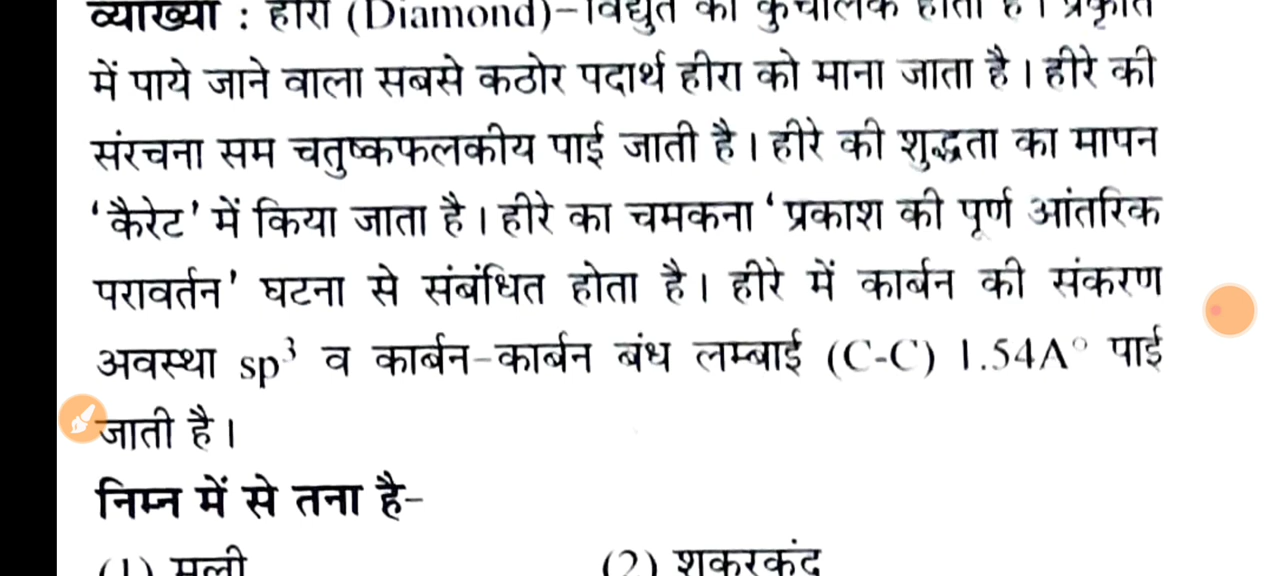 व्याख्या : हीरा (Diamond)–विद्युत का कुचालक होता है। प्रकृति
में पाये जाने वाला सबसे कठोर पदार्थ हीरा को माना जाता है। हीरे की
संरचना सम चतुष्कफलकीय पाई जाती है। हीरे की शुद्धता का मापन
‘कैरेट’ में किया जाता है। हीरे का चमकना ‘प्रकाश की पूर्ण आंतरिक
परावर्तन’ घटना से संबंधित होता है। हीरे में कार्बन की संकरण
अवस्था sp³ व कार्बन–कार्बन बंध लम्बाई (C-C) 1.54A° पाई
जाती है।
निम्न में से तना है–
(1) मूली (2) शकरकंद